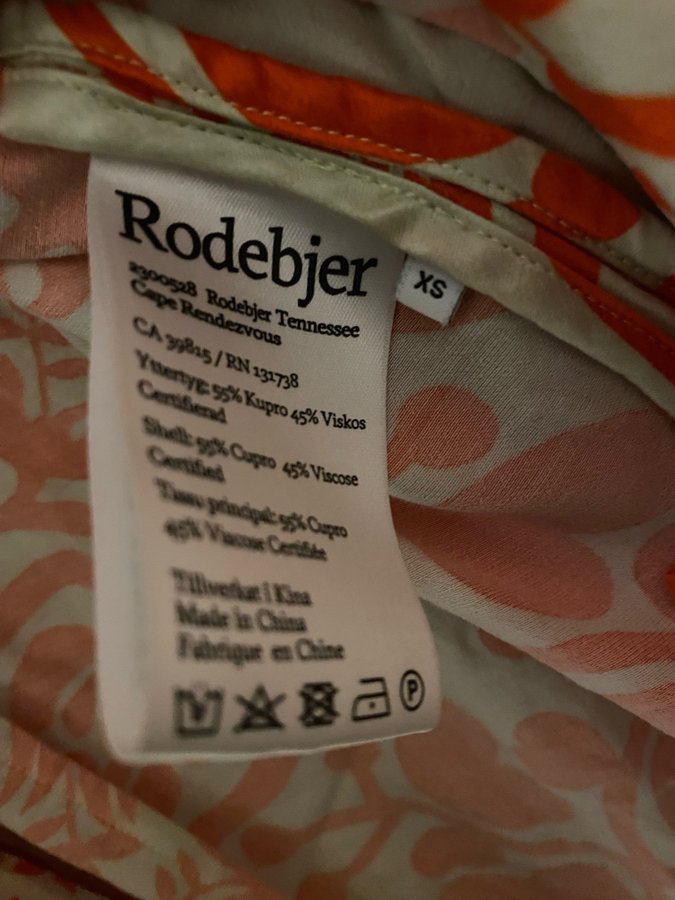 Rodebjer
XS
2300528 Rodebjer Tennessee
Cape Rendezvous
CA 39815 / RN 131738
Yttertyg: 55% Kupro 45% Viskos
Certifierad
Shell: 55% Cupro 45% Viscose
Certified
Tissu principal: 55% Cupro
45% Viscose Certifiée
Tillverkat i Kina
Made in China
Fabriqué en Chine
P